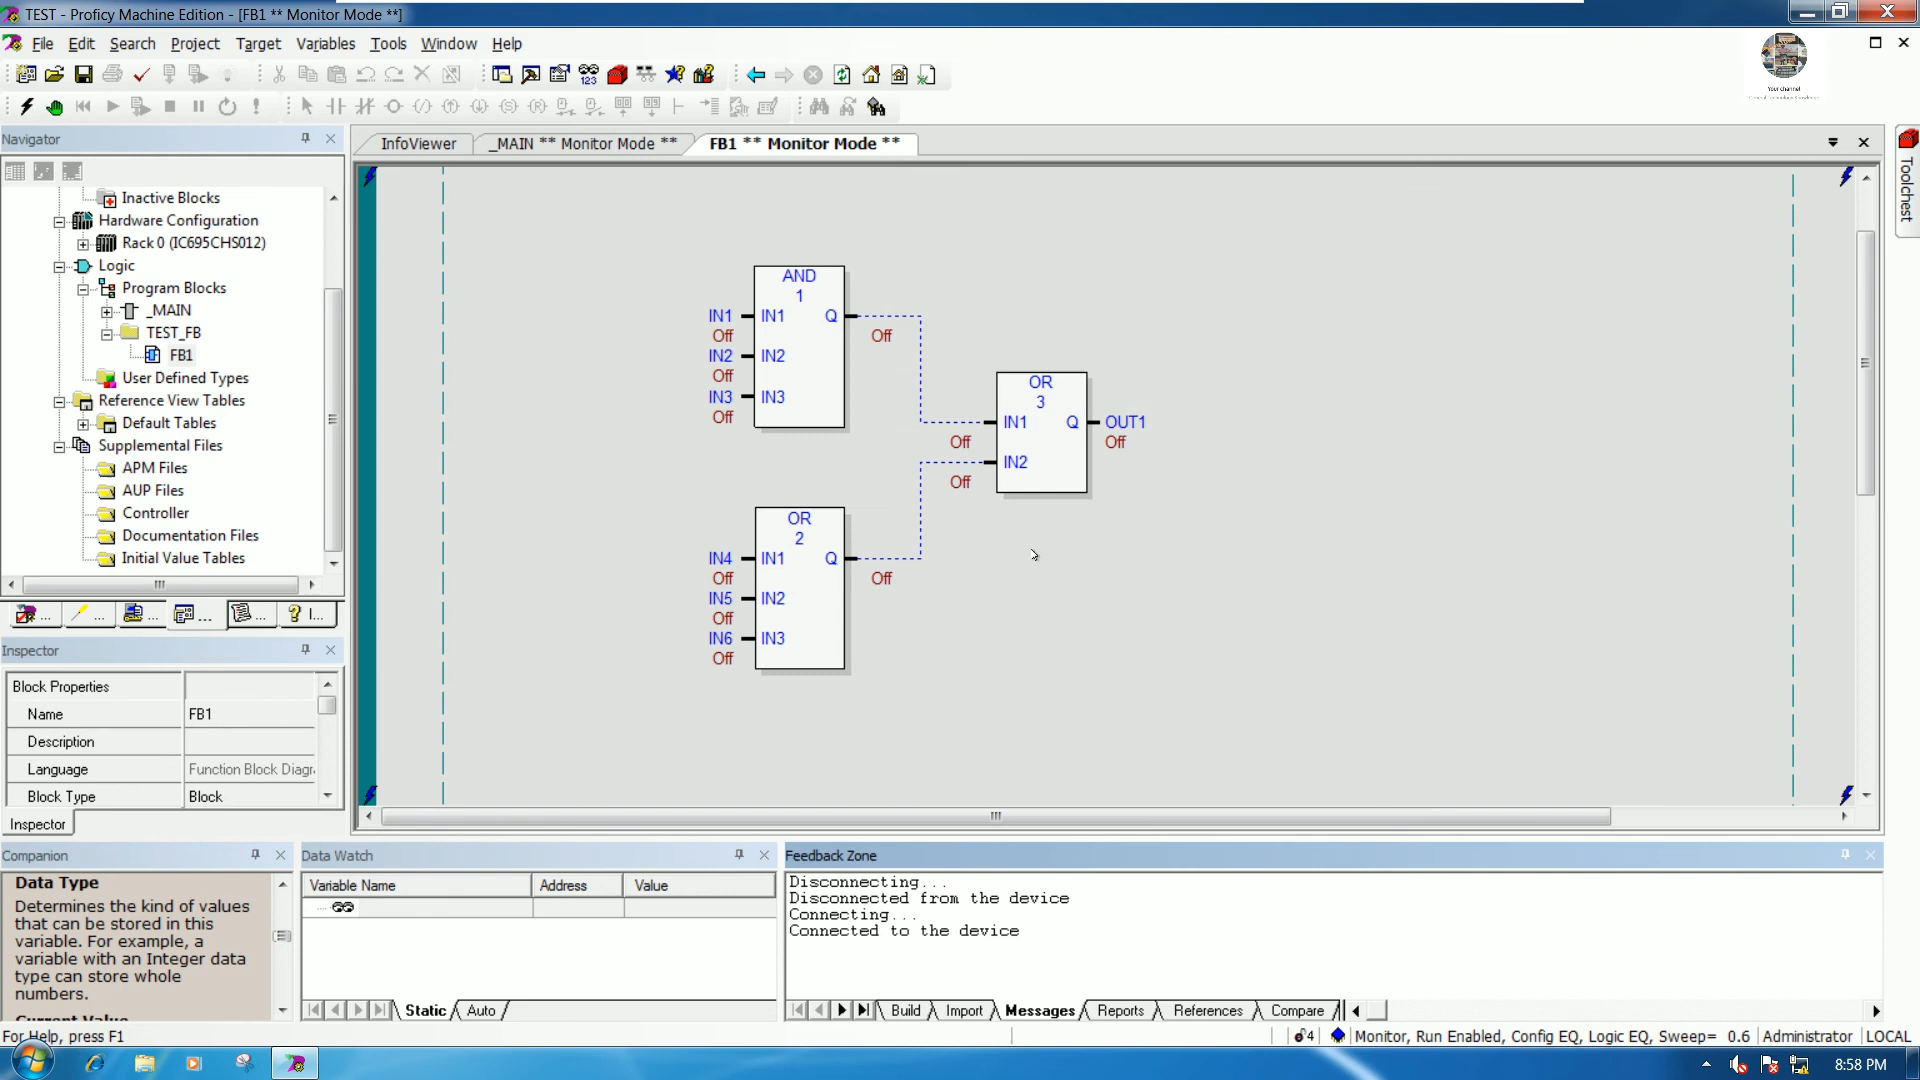 TEST - Proficy Machine Edition - [FB1 ** Monitor Mode **]
File Edit Search Project Target Variables Tools Window Help
Your channel
123
Navigator
InfoViewer
_MAIN ** Monitor Mode **
FB1 ** Monitor Mode **
Toolchest
Inactive Blocks
Hardware Configuration
Rack 0 (IC695CHS012)
Logic
Program Blocks
_MAIN
TEST_FB
FB1
User Defined Types
Reference View Tables
Default Tables
Supplemental Files
APM Files
AUP Files
Controller
Documentation Files
Initial Value Tables
... ... ... ... ... I...
AND
1
IN1 IN1 Q
Off Off
IN2 IN2
Off
IN3 IN3
Off
OR
3
IN1 Q OUT1
Off Off
IN2
Off
OR
2
IN4 IN1 Q
Off Off
IN5 IN2
Off
IN6 IN3
Off
Inspector
Block Properties
Name FB1
Description
Language Function Block Diagr
Block Type Block
Inspector
Companion
Data Type
Determines the kind of values
that can be stored in this
variable. For example, a
variable with an Integer data
type can store whole
numbers.
Current Value
Data Watch
Variable Name Address Value
Static Auto
Feedback Zone
Disconnecting...
Disconnected from the device
Connecting...
Connected to the device
Build Import Messages Reports References Compare
For Help, press F1
4 Monitor, Run Enabled, Config EQ, Logic EQ, Sweep= 0.6 Administrator LOCAL
8:58 PM